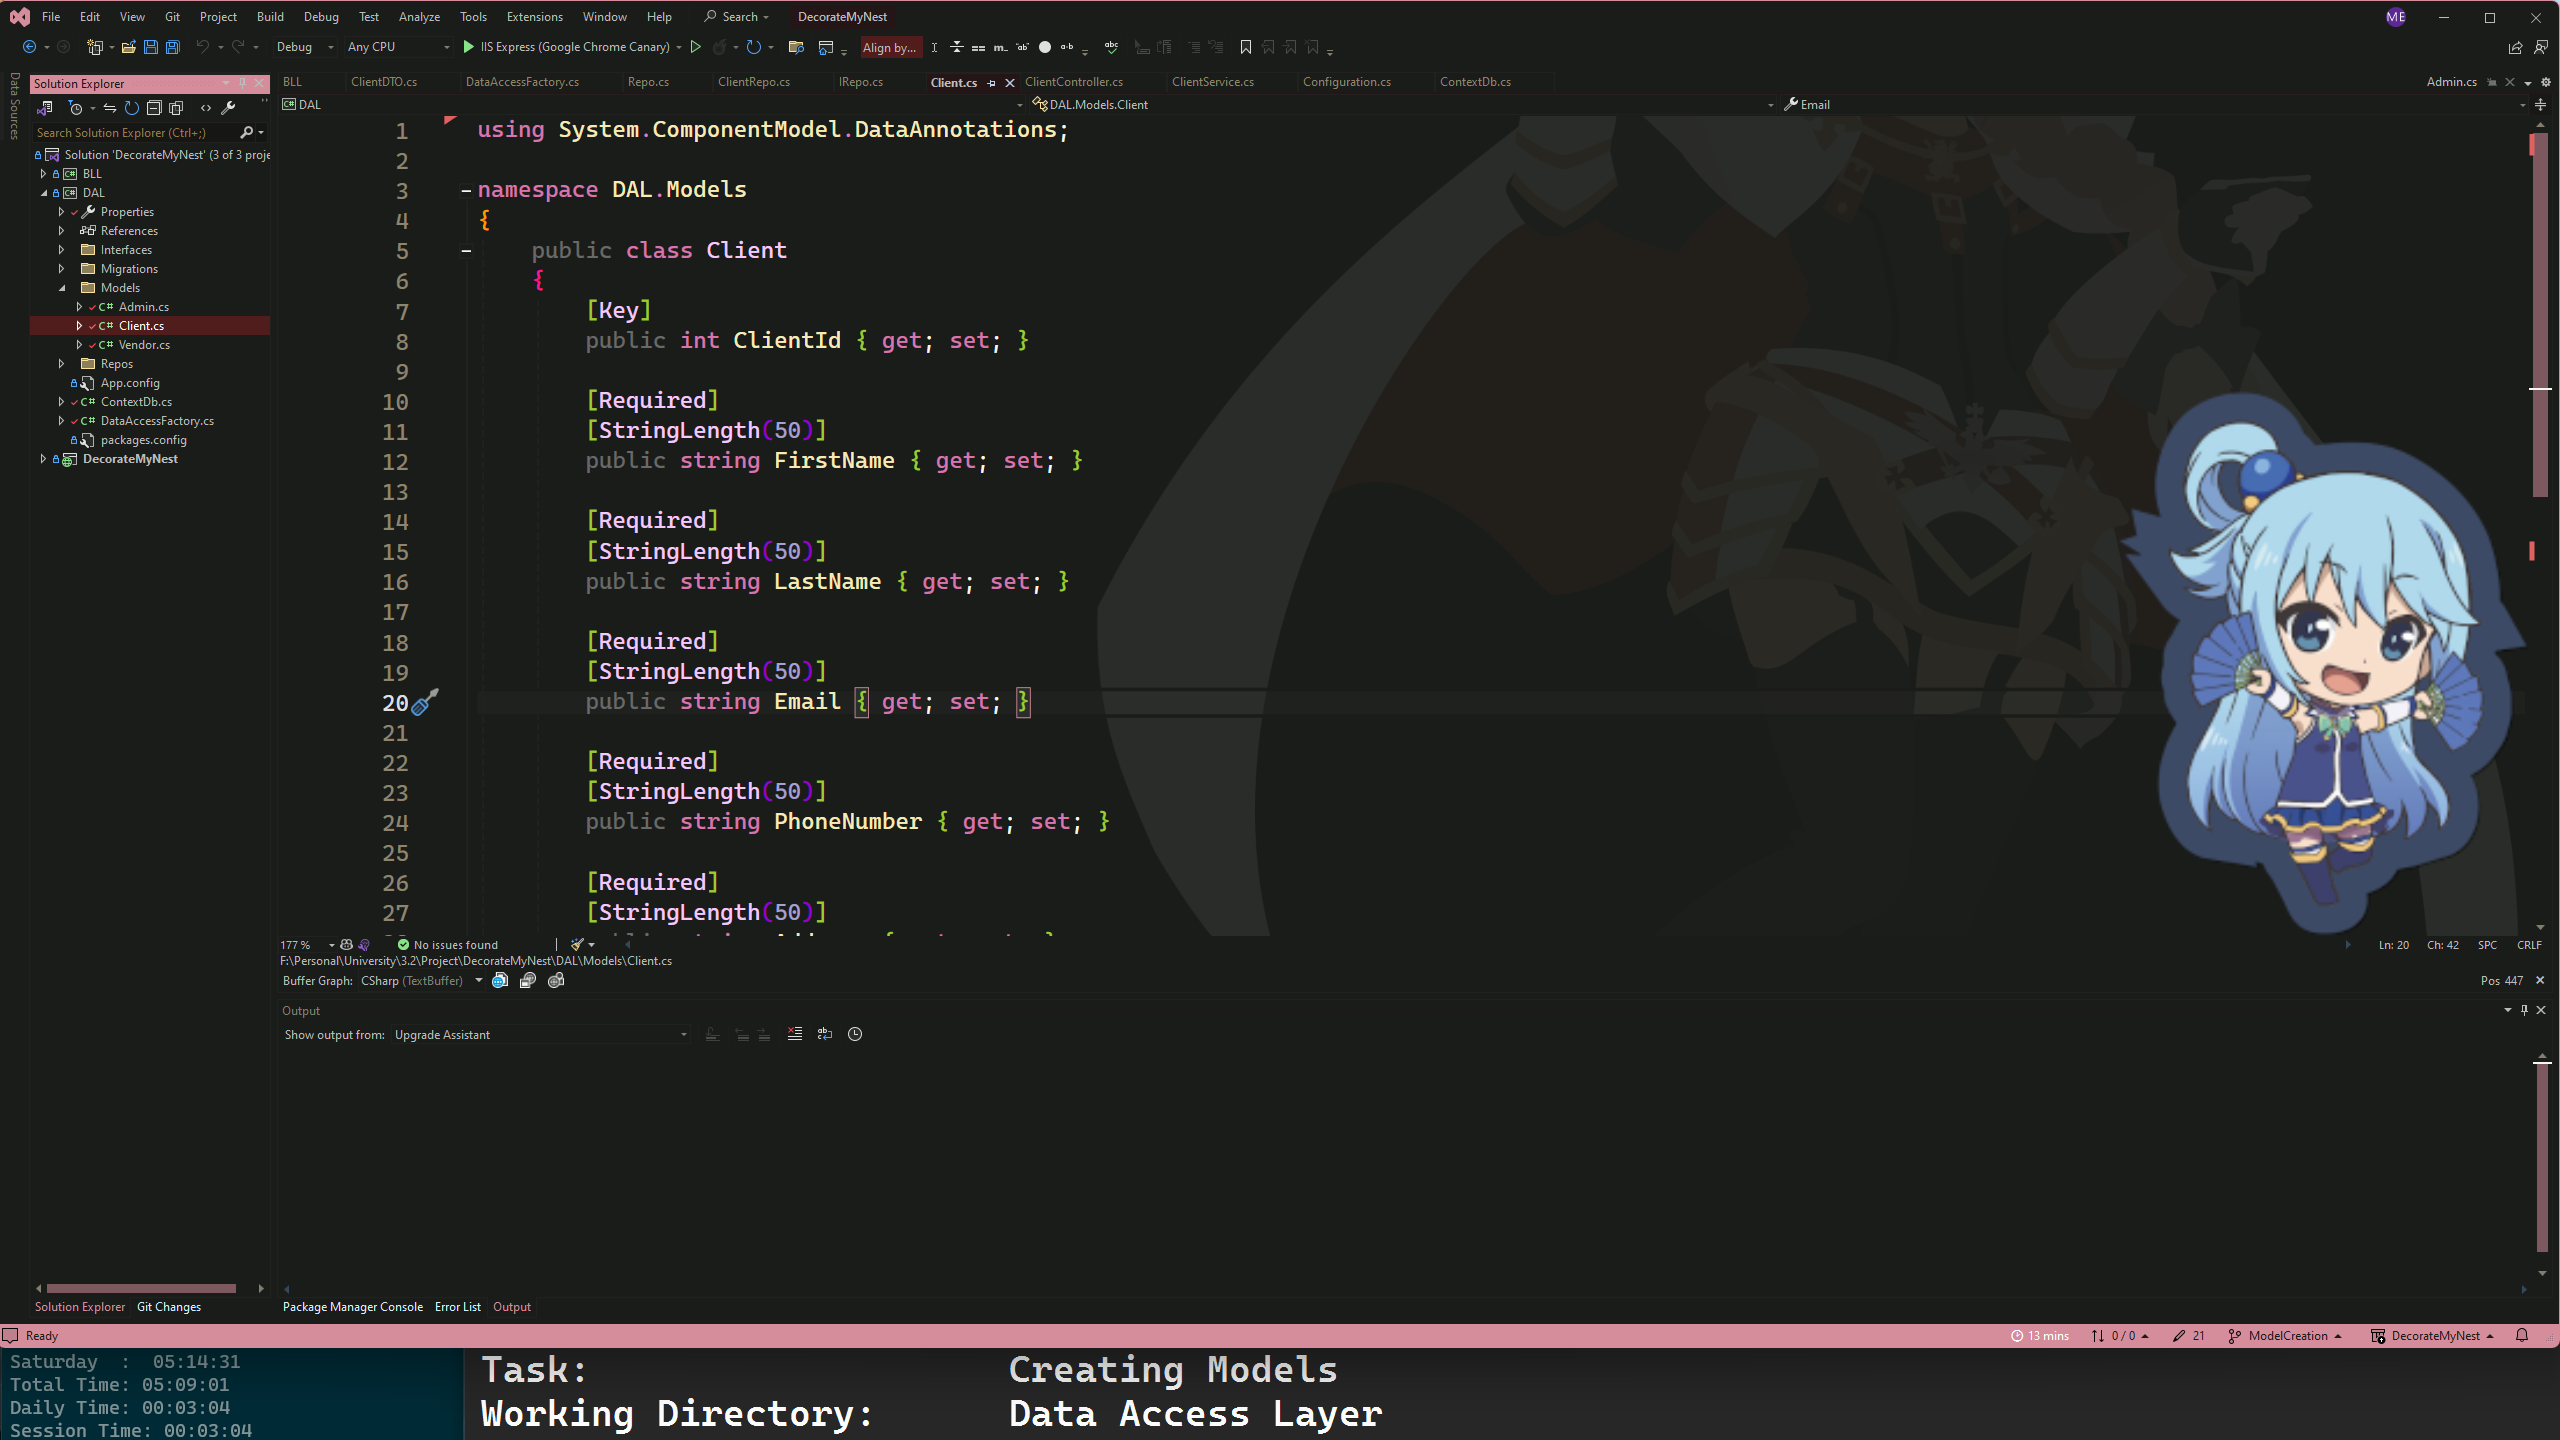 File Edit View Git Project Build Debug Test Analyze Tools Extensions Window Help Search DecorateMyNest ME
Debug Any CPU IIS Express (Google Chrome Canary) Align by...
Data Sources
Solution Explorer
Search Solution Explorer (Ctrl+;)
Solution 'DecorateMyNest' (3 of 3 proje
BLL
DAL
Properties
References
Interfaces
Migrations
Models
C# Admin.cs
C# Client.cs
C# Vendor.cs
Repos
App.config
C# ContextDb.cs
C# DataAccessFactory.cs
packages.config
DecorateMyNest
Solution Explorer Git Changes
BLL ClientDTO.cs DataAccessFactory.cs Repo.cs ClientRepo.cs IRepo.cs Client.cs ClientController.cs ClientService.cs Configuration.cs ContextDb.cs Admin.cs
DAL DAL.Models.Client Email
1 using System.ComponentModel.DataAnnotations;
2
3 namespace DAL.Models
4 {
5 public class Client
6 {
7 [Key]
8 public int ClientId { get; set; }
9
10 [Required]
11 [StringLength(50)]
12 public string FirstName { get; set; }
13
14 [Required]
15 [StringLength(50)]
16 public string LastName { get; set; }
17
18 [Required]
19 [StringLength(50)]
20 public string Email { get; set; }
21
22 [Required]
23 [StringLength(50)]
24 public string PhoneNumber { get; set; }
25
26 [Required]
27 [StringLength(50)]
177 % No issues found Ln: 20 Ch: 42 SPC CRLF
F:\Personal\University\3.2\Project\DecorateMyNest\DAL\Models\Client.cs
Buffer Graph: CSharp (TextBuffer) Pos 447
Output
Show output from: Upgrade Assistant
Package Manager Console Error List Output
Ready 13 mins 0 / 0 21 ModelCreation DecorateMyNest
Saturday : 05:14:31
Total Time: 05:09:01
Daily Time: 00:03:04
Session Time: 00:03:04
Task: Creating Models
Working Directory: Data Access Layer